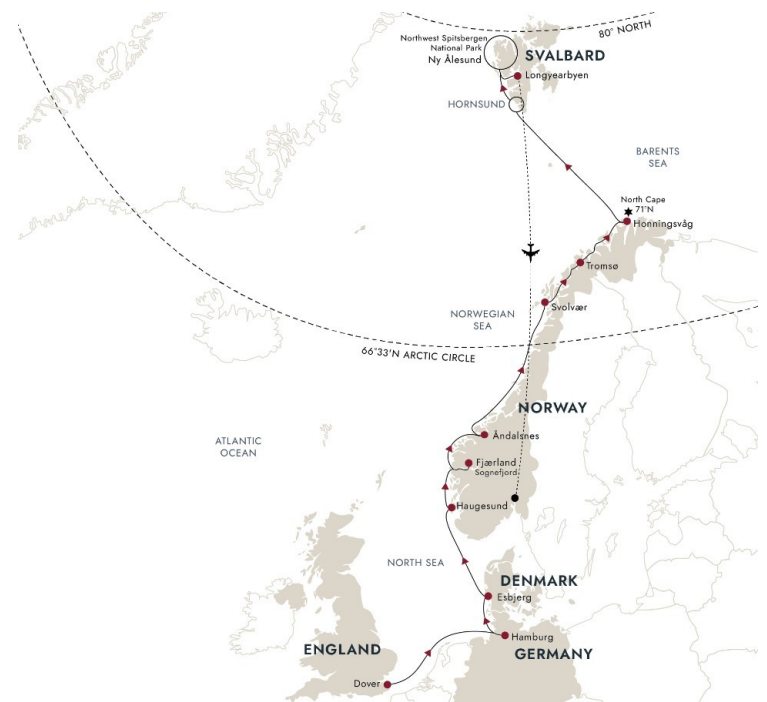 80° NORTH
Northwest Spitsbergen
National Park
Ny Ålesund
SVALBARD
Longyearbyen
HORNSUND
BARENTS
SEA
North Cape
71°N
Honningsvåg
Tromsø
Svolvær
NORWEGIAN
SEA
66°33'N ARCTIC CIRCLE
NORWAY
Åndalsnes
ATLANTIC
OCEAN
Fjærland
Sognefjord
Haugesund
NORTH SEA
DENMARK
Esbjerg
Hamburg
GERMANY
ENGLAND
Dover